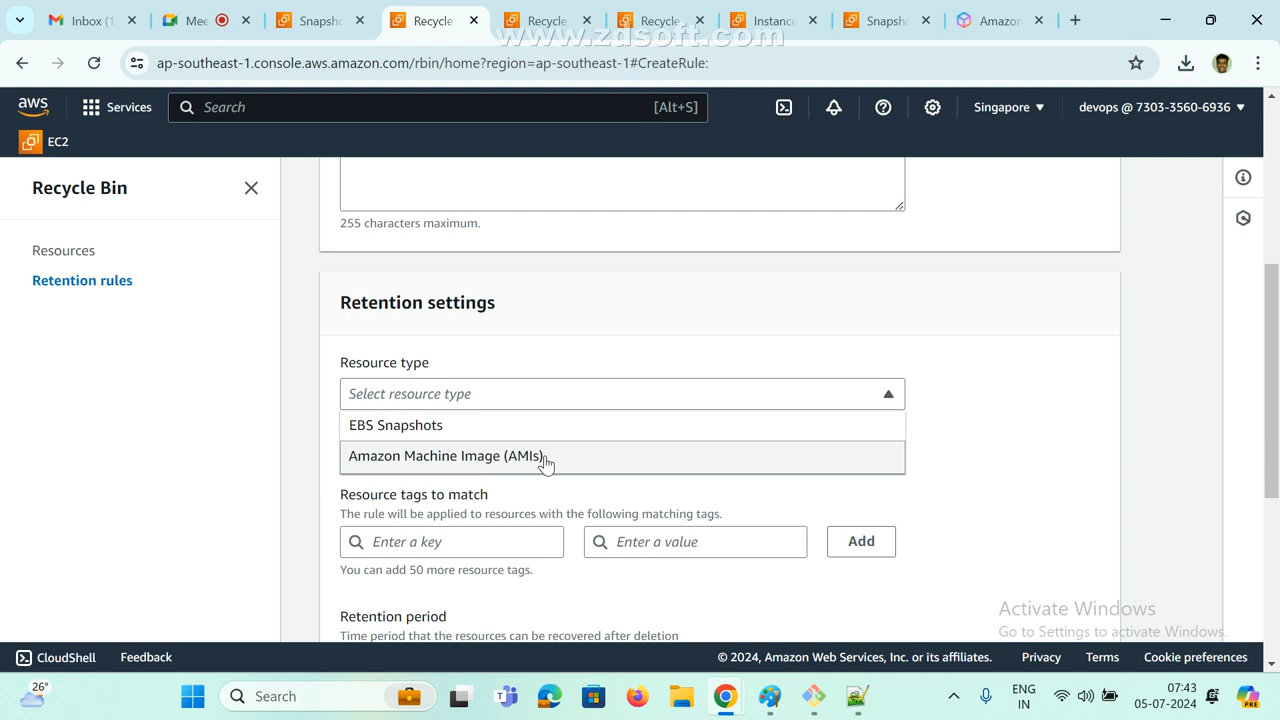 Inbox (1
Mee
Snapsho
Recycle
Recycle
Recycle
Instance
Snapsho
Amazon
www.zdsoft.com
ap-southeast-1.console.aws.amazon.com/rbin/home?region=ap-southeast-1#CreateRule:
aws Services Search [Alt+S] Singapore devops @ 7303-3560-6936
EC2
Recycle Bin
Resources
Retention rules
255 characters maximum.
Retention settings
Resource type
Select resource type
EBS Snapshots
Amazon Machine Image (AMIs)
Resource tags to match
The rule will be applied to resources with the following matching tags.
Enter a key Enter a value Add
You can add 50 more resource tags.
Retention period
Time period that the resources can be recovered after deletion
Activate Windows
Go to Settings to activate Windows.
CloudShell Feedback © 2024, Amazon Web Services, Inc. or its affiliates. Privacy Terms Cookie preferences
26°
Search
ENG
IN
07:43
05-07-2024
PRE